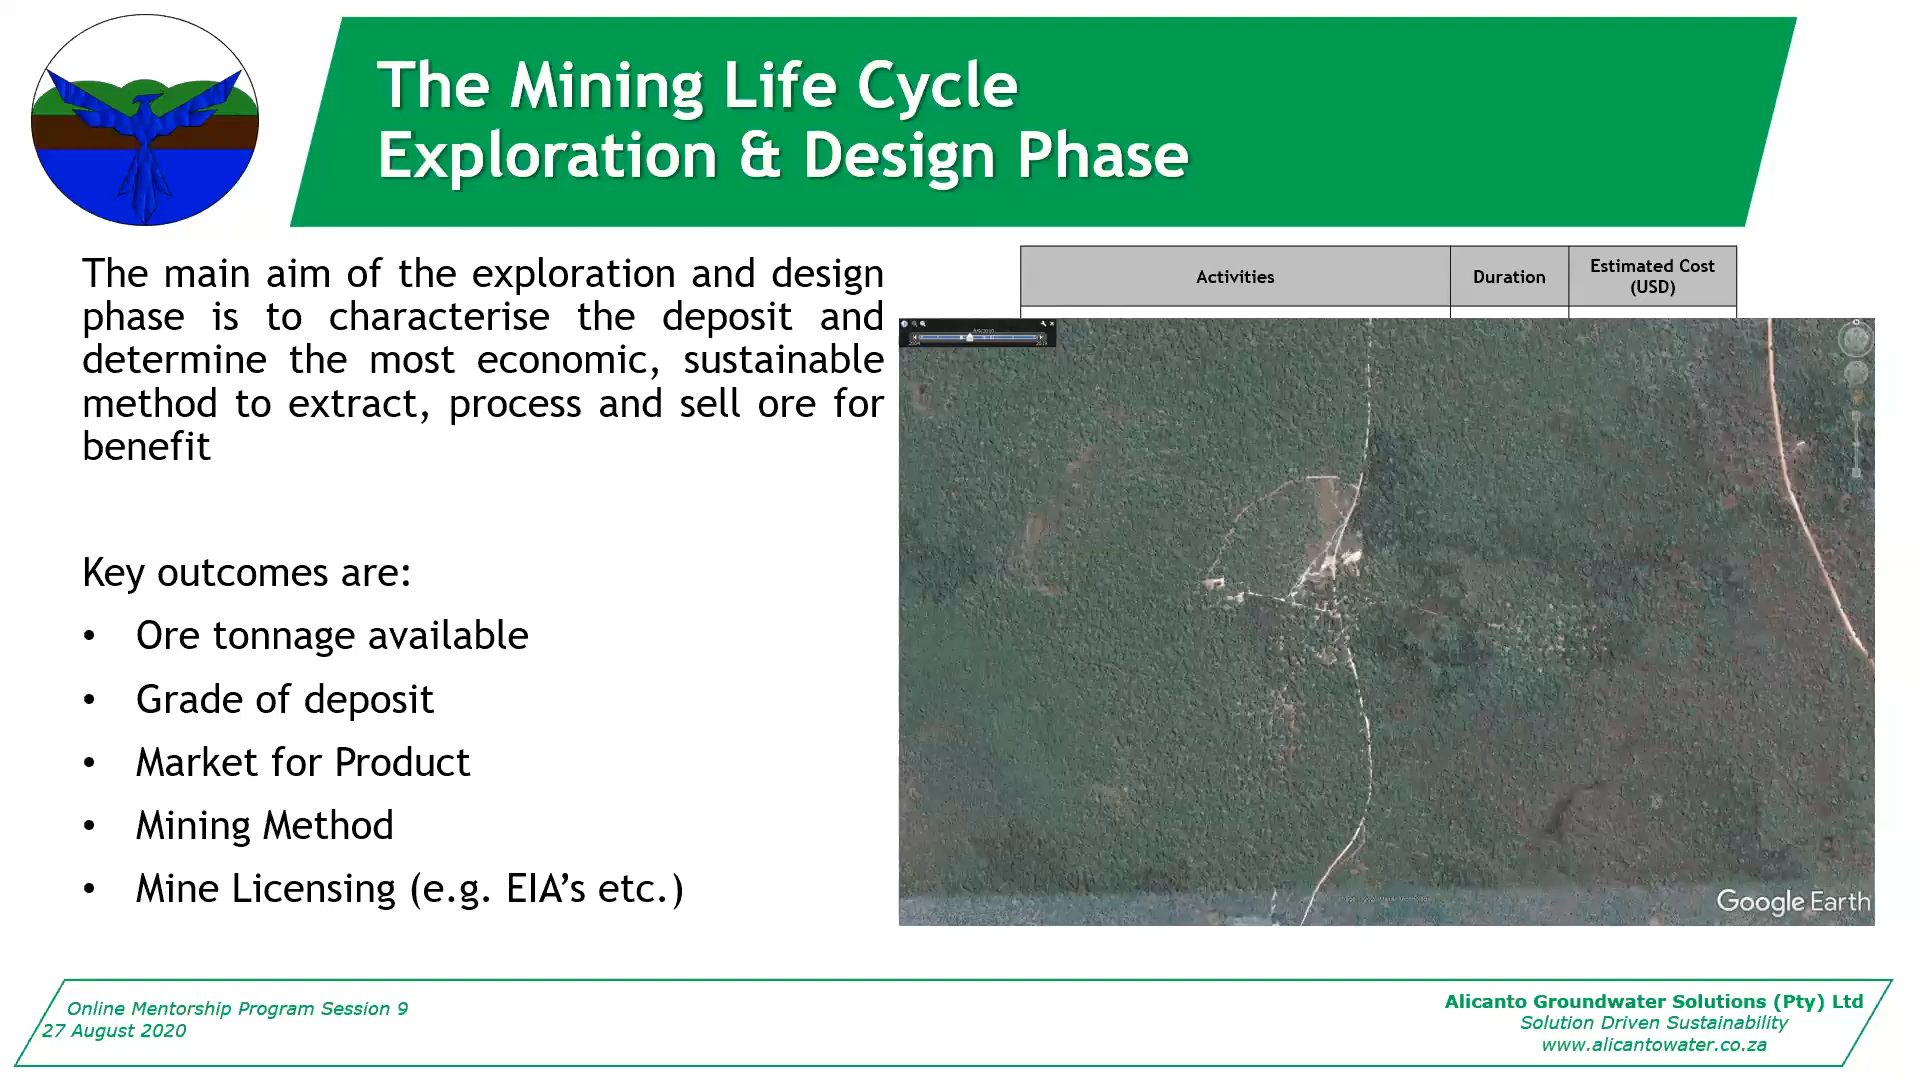 The Mining Life Cycle
Exploration & Design Phase
The main aim of the exploration and design
phase is to characterise the deposit and
determine the most economic, sustainable
method to extract, process and sell ore for
benefit
Key outcomes are:
• Ore tonnage available
• Grade of deposit
• Market for Product
• Mining Method
• Mine Licensing (e.g. EIA’s etc.)
Activities
Duration
Estimated Cost
(USD)
Google Earth
Online Mentorship Program Session 9
27 August 2020
Alicanto Groundwater Solutions (Pty) Ltd
Solution Driven Sustainability
www.alicantowater.co.za